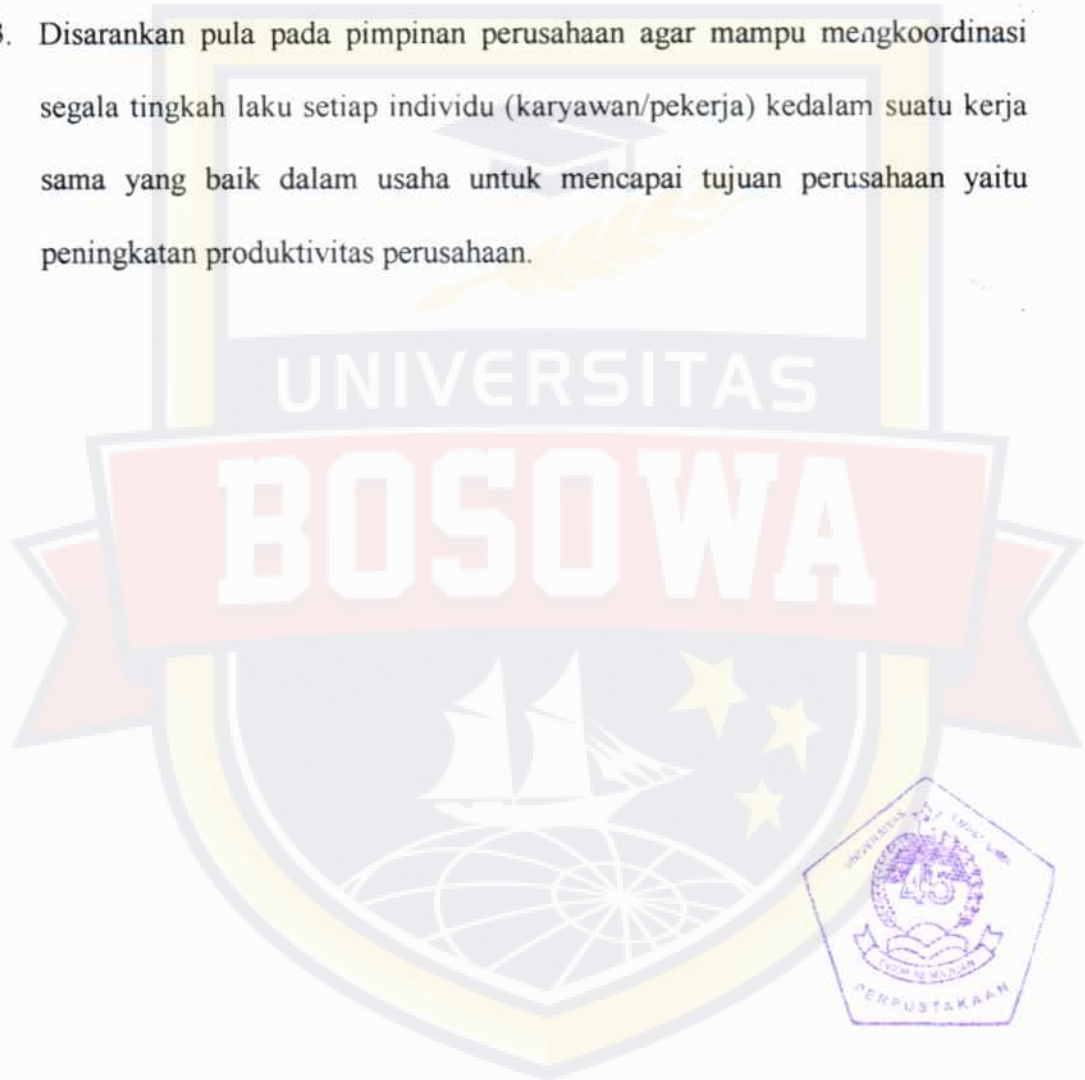 3. Disarankan pula pada pimpinan perusahaan agar mampu mengkoordinasi
segala tingkah laku setiap individu (karyawan/pekerja) kedalam suatu kerja
sama yang baik dalam usaha untuk mencapai tujuan perusahaan yaitu
peningkatan produktivitas perusahaan.
UNIVERSITAS
BOSOWA
UNIVERSITAS
45
PERPUSTAKAAN